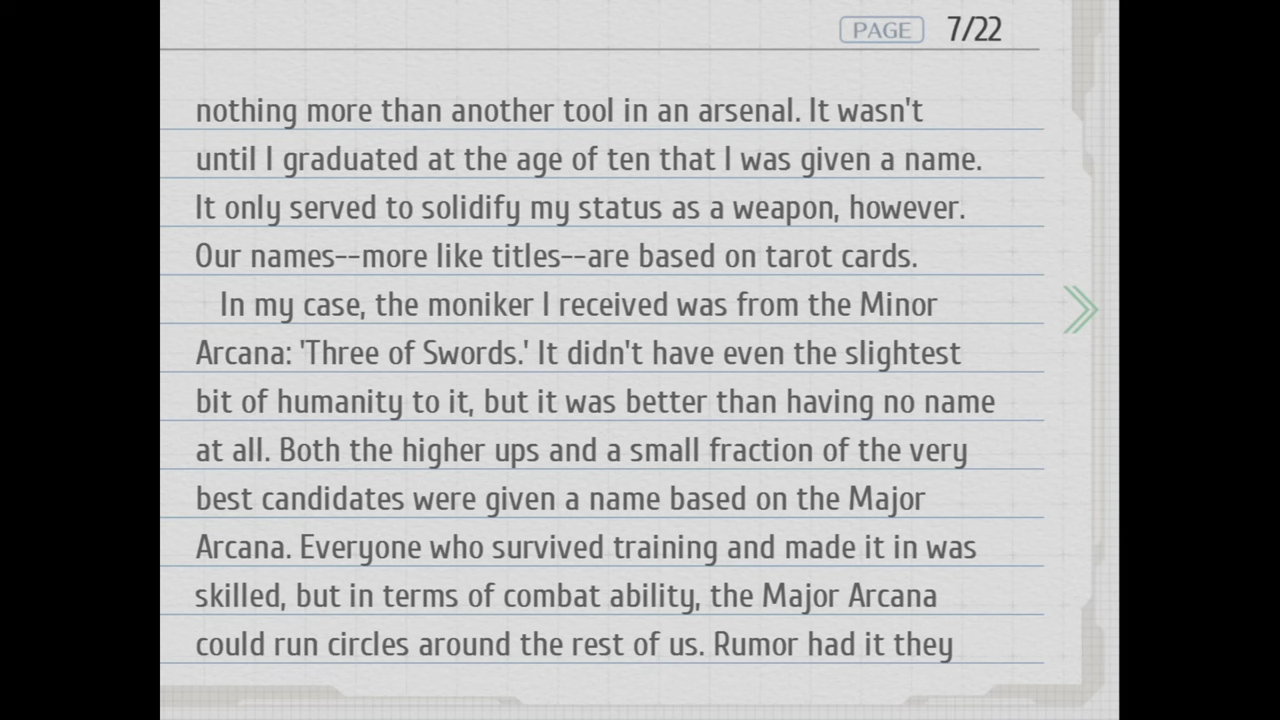 PAGE 7/22
nothing more than another tool in an arsenal. It wasn't
until I graduated at the age of ten that I was given a name.
It only served to solidify my status as a weapon, however.
Our names--more like titles--are based on tarot cards.
In my case, the moniker I received was from the Minor
Arcana: 'Three of Swords.' It didn't have even the slightest
bit of humanity to it, but it was better than having no name
at all. Both the higher ups and a small fraction of the very
best candidates were given a name based on the Major
Arcana. Everyone who survived training and made it in was
skilled, but in terms of combat ability, the Major Arcana
could run circles around the rest of us. Rumor had it they